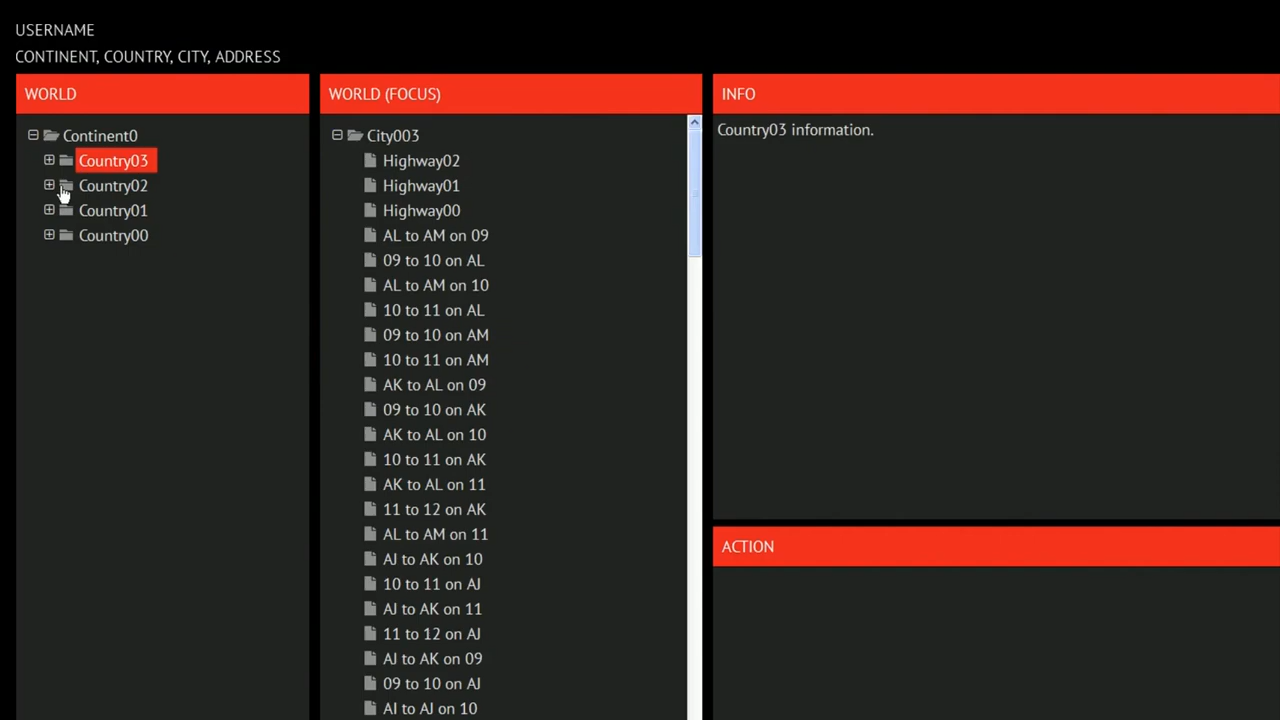 USERNAME
CONTINENT, COUNTRY, CITY, ADDRESS
WORLD
Continent0
Country03
Country02
Country01
Country00
WORLD (FOCUS)
City003
Highway02
Highway01
Highway00
AL to AM on 09
09 to 10 on AL
AL to AM on 10
10 to 11 on AL
09 to 10 on AM
10 to 11 on AM
AK to AL on 09
09 to 10 on AK
AK to AL on 10
10 to 11 on AK
AK to AL on 11
11 to 12 on AK
AL to AM on 11
AJ to AK on 10
10 to 11 on AJ
AJ to AK on 11
11 to 12 on AJ
AJ to AK on 09
09 to 10 on AJ
AI to AJ on 10
INFO
Country03 information.
ACTION